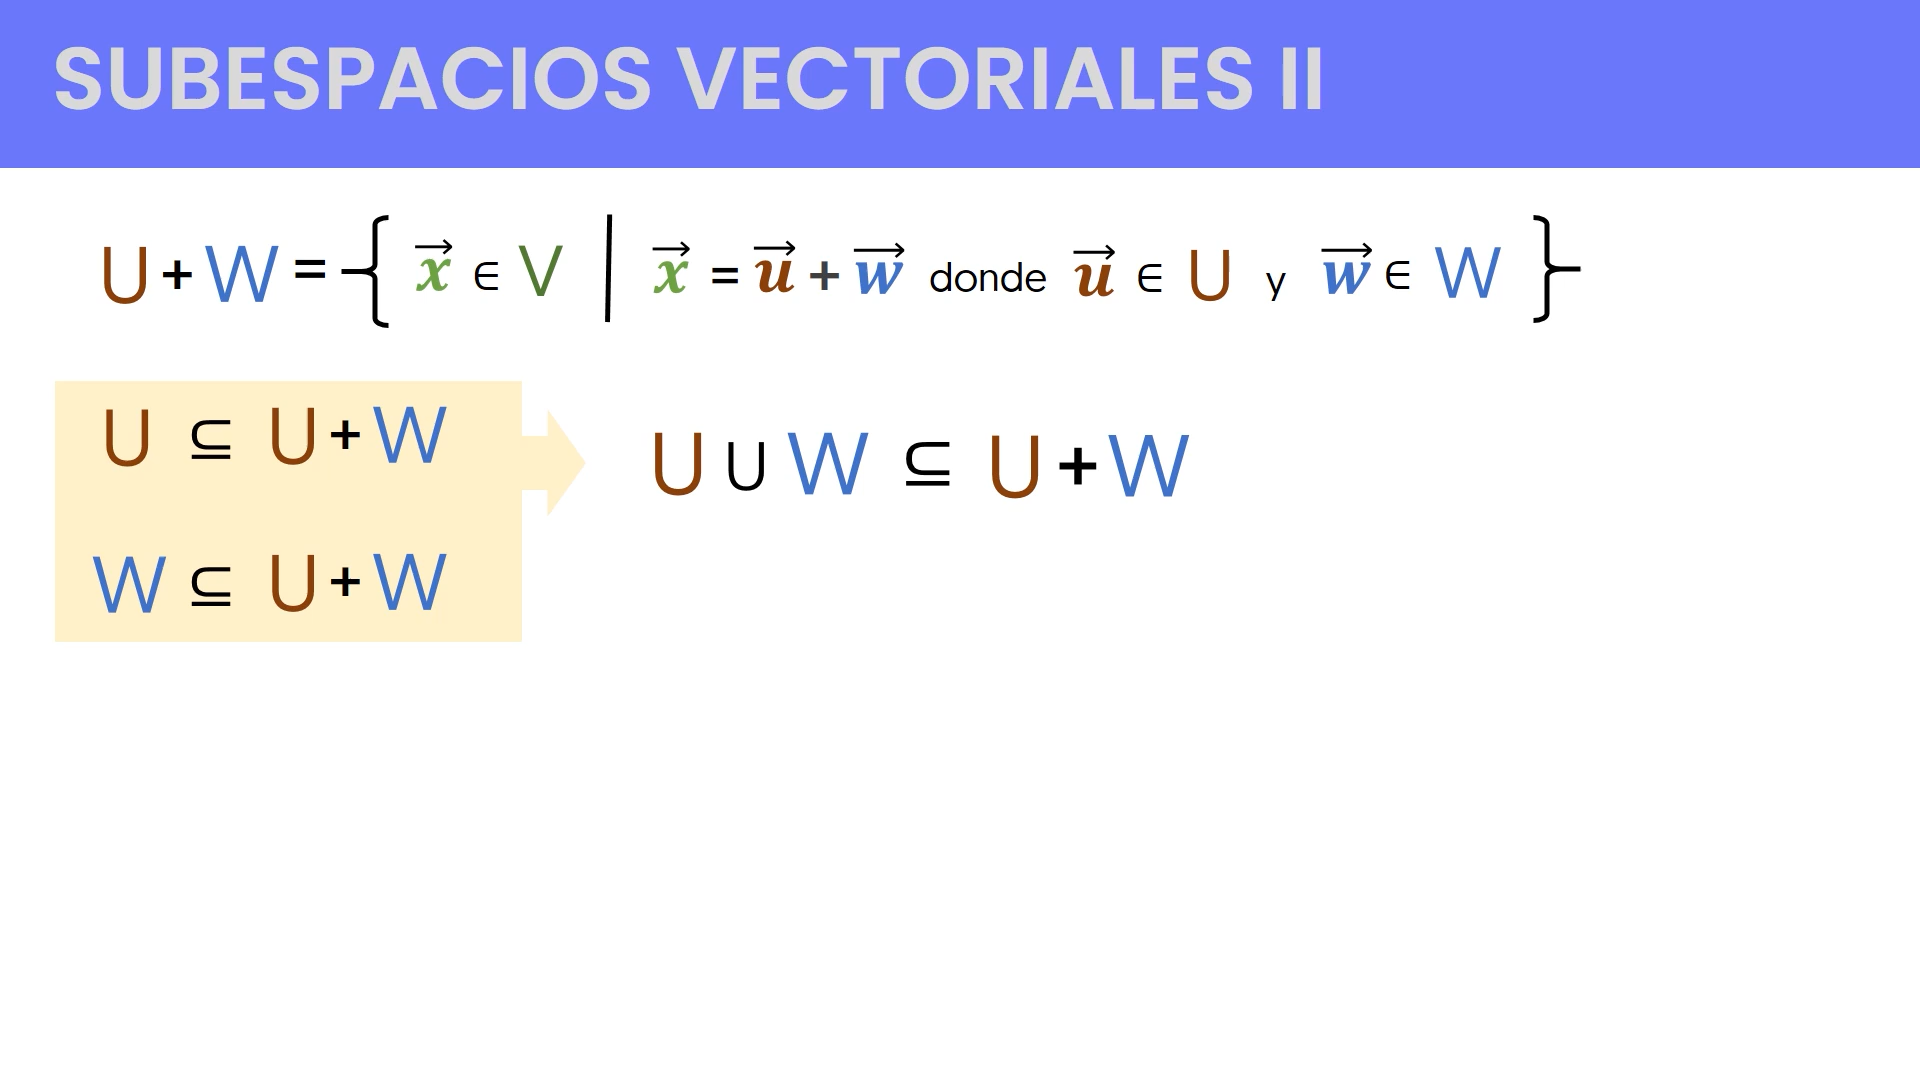 SUBESPACIOS VECTORIALES II
U + W = { x⃗ ∈ V | x⃗ = u⃗ + w⃗ donde u⃗ ∈ U y w⃗ ∈ W }
U ⊆ U + W
U ∪ W ⊆ U + W
W ⊆ U + W